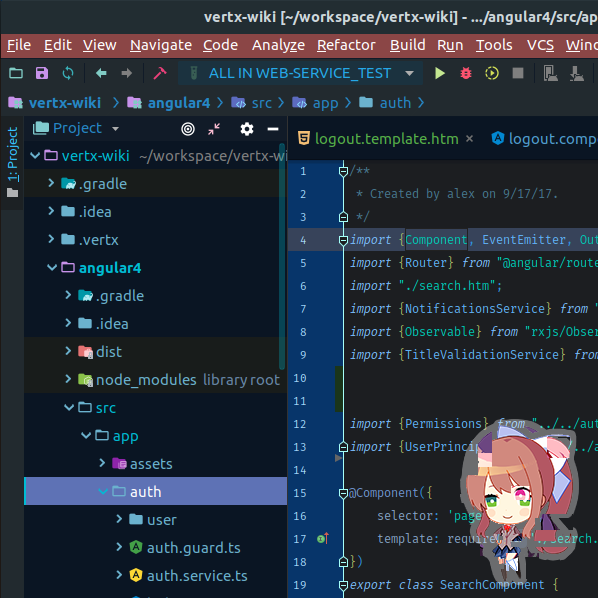 vertx-wiki [~/workspace/vertx-wiki] - .../angular4/src/ap
File Edit View Navigate Code Analyze Refactor Build Run Tools VCS Wind
ALL IN WEB-SERVICE_TEST
vertx-wiki angular4 src app auth
1: Project
Project
logout.template.htm × logout.comp
vertx-wiki ~/workspace/vertx-wi
.gradle
.idea
.vertx
angular4
.gradle
.idea
dist
node_modules library root
src
app
assets
auth
user
auth.guard.ts
auth.service.ts
1 /**
2 * Created by alex on 9/17/17.
3 */
4 import {Component, EventEmitter, Out
5 import {Router} from "@angular/route
6 import "./search.htm";
7 import {NotificationsService} from "
8 import {Observable} from "rxjs/Obser
9 import {TitleValidationService} from
10
11
12 import {Permissions} from "../../aut
13 import {UserPrinci /a
14
15 @Component({
16 selector: 'page
17 template: require search.
18 })
19 export class SearchComponent {